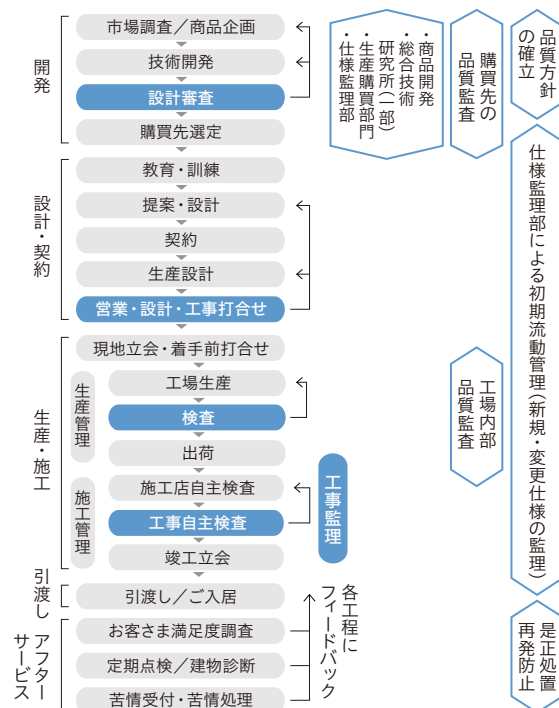 開発
市場調査／商品企画
技術開発
設計審査
購買先選定
設計・契約
教育・訓練
提案・設計
契約
生産設計
営業・設計・工事打合せ
生産・施工
現地立会・着手前打合せ
生産管理
工場生産
検査
出荷
施工管理
施工店自主検査
工事自主検査
竣工立会
工事監理
引渡し
引渡し／ご入居
アフター
サービス
お客さま満足度調査
定期点検／建物診断
苦情受付・苦情処理
各工程に
フィードバック
・商品開発
・総合技術
研究所(一部)
・生産購買部門
・仕様監理部
購買先の
品質監査
工場内部
品質監査
品質方針
の確立
仕様監理部による初期流動管理(新規・変更仕様の監理)
是正処置
再発防止